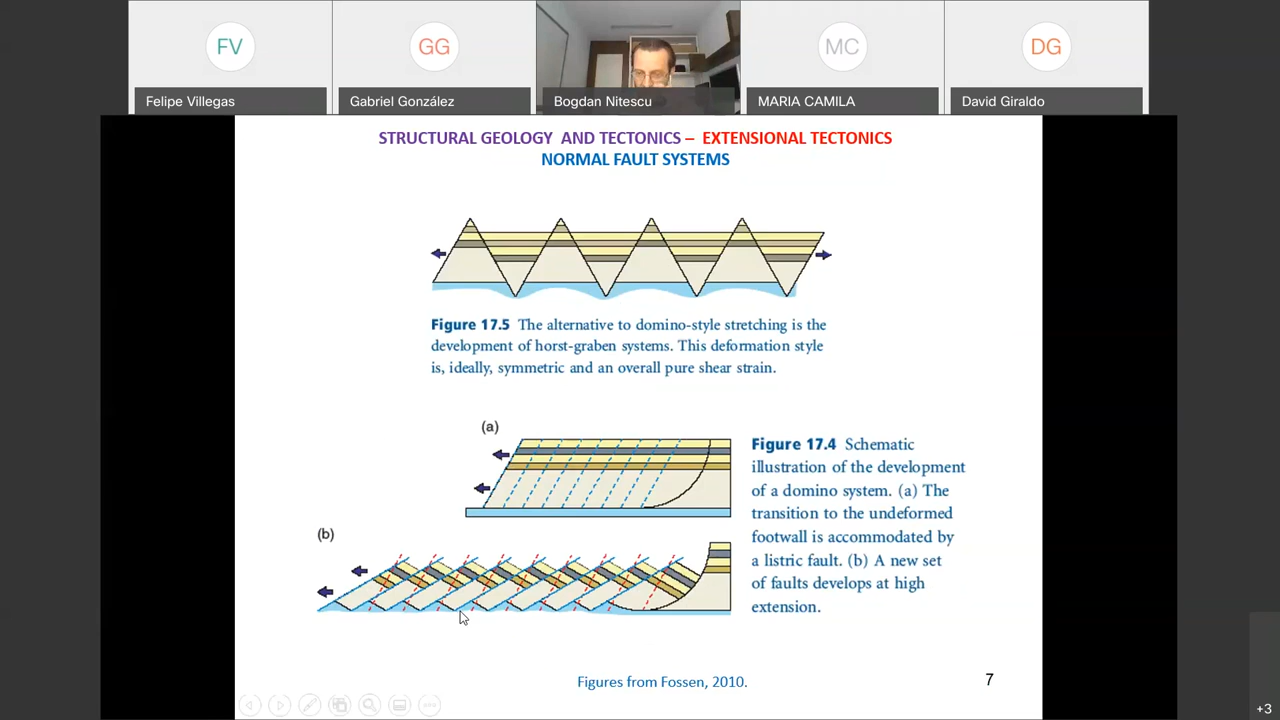 FV
GG
MC
DG
Felipe Villegas
Gabriel González
Bogdan Nitescu
MARIA CAMILA
David Giraldo
STRUCTURAL GEOLOGY AND TECTONICS – EXTENSIONAL TECTONICS
NORMAL FAULT SYSTEMS
Figure 17.5 The alternative to domino-style stretching is the
development of horst-graben systems. This deformation style
is, ideally, symmetric and an overall pure shear strain.
(a)
(b)
Figure 17.4 Schematic
illustration of the development
of a domino system. (a) The
transition to the undeformed
footwall is accommodated by
a listric fault. (b) A new set
of faults develops at high
extension.
Figures from Fossen, 2010.
7
+3